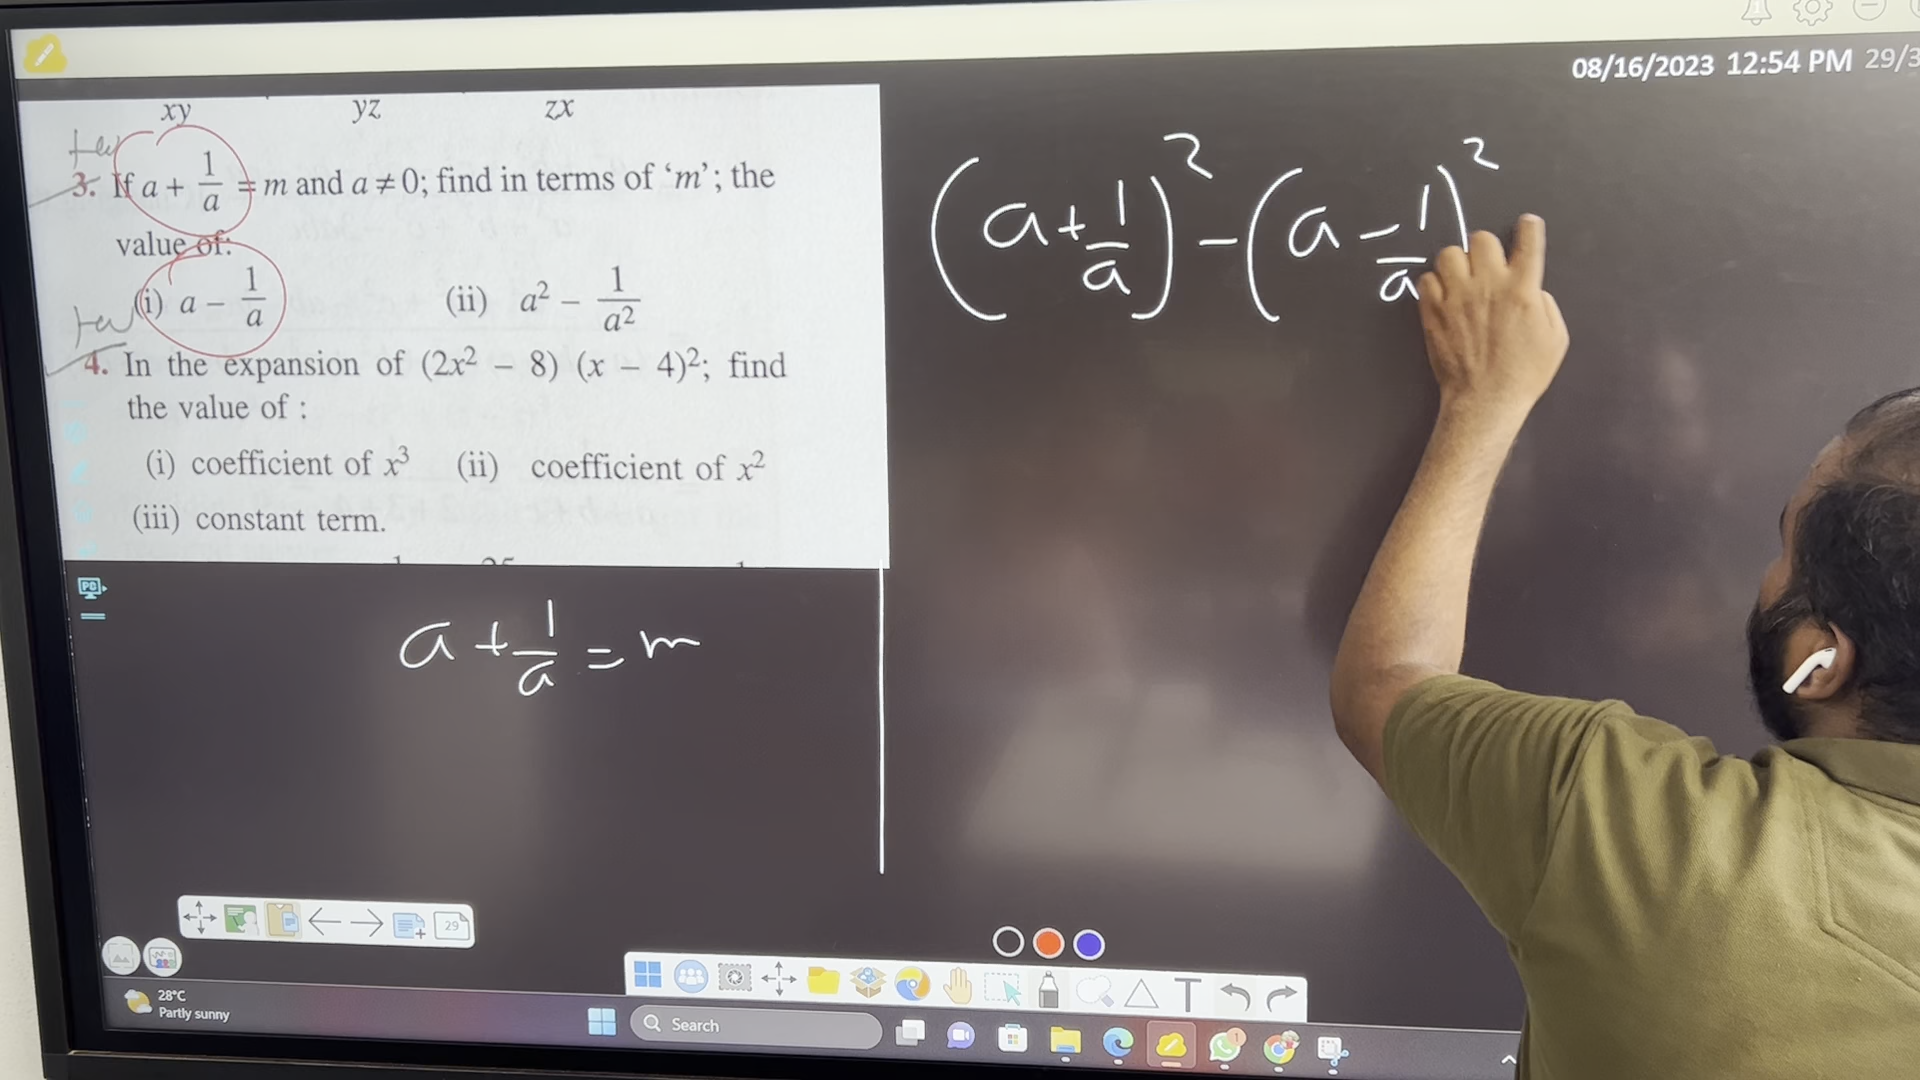 08/16/2023 12:54 PM 29/3
xy yz zx
3. If a + 1/a = m and a ≠ 0; find in terms of ‘m’; the
value of:
(i) a – 1/a (ii) a² – 1/a²
4. In the expansion of (2x² – 8) (x – 4)²; find
the value of :
(i) coefficient of x³ (ii) coefficient of x²
(iii) constant term.
a + 1/a = m
(a + 1/a)² – (a – 1/a)²
29
28°C
Partly sunny
Search